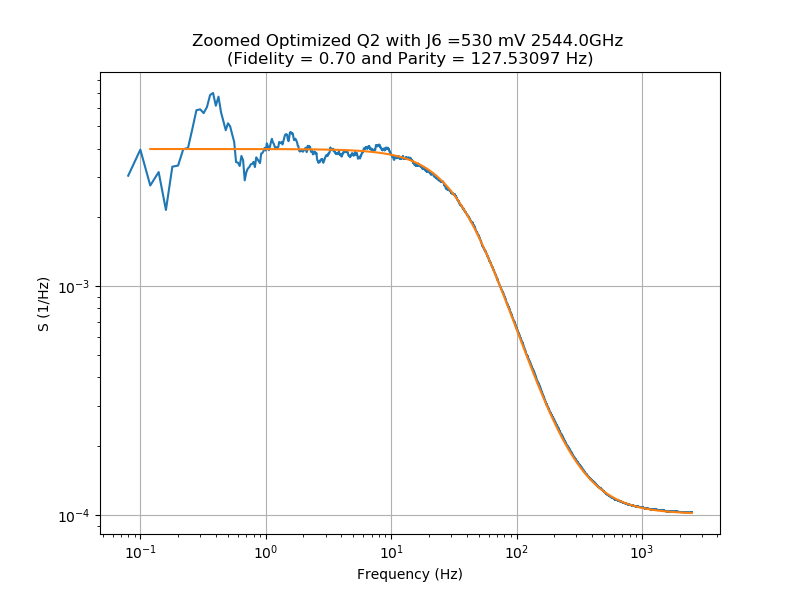 Zoomed Optimized Q2 with J6 =530 mV 2544.0GHz
(Fidelity = 0.70 and Parity = 127.53097 Hz)
S (1/Hz)
10⁻³
10⁻⁴
10⁻¹ 10⁰ 10¹ 10² 10³
Frequency (Hz)